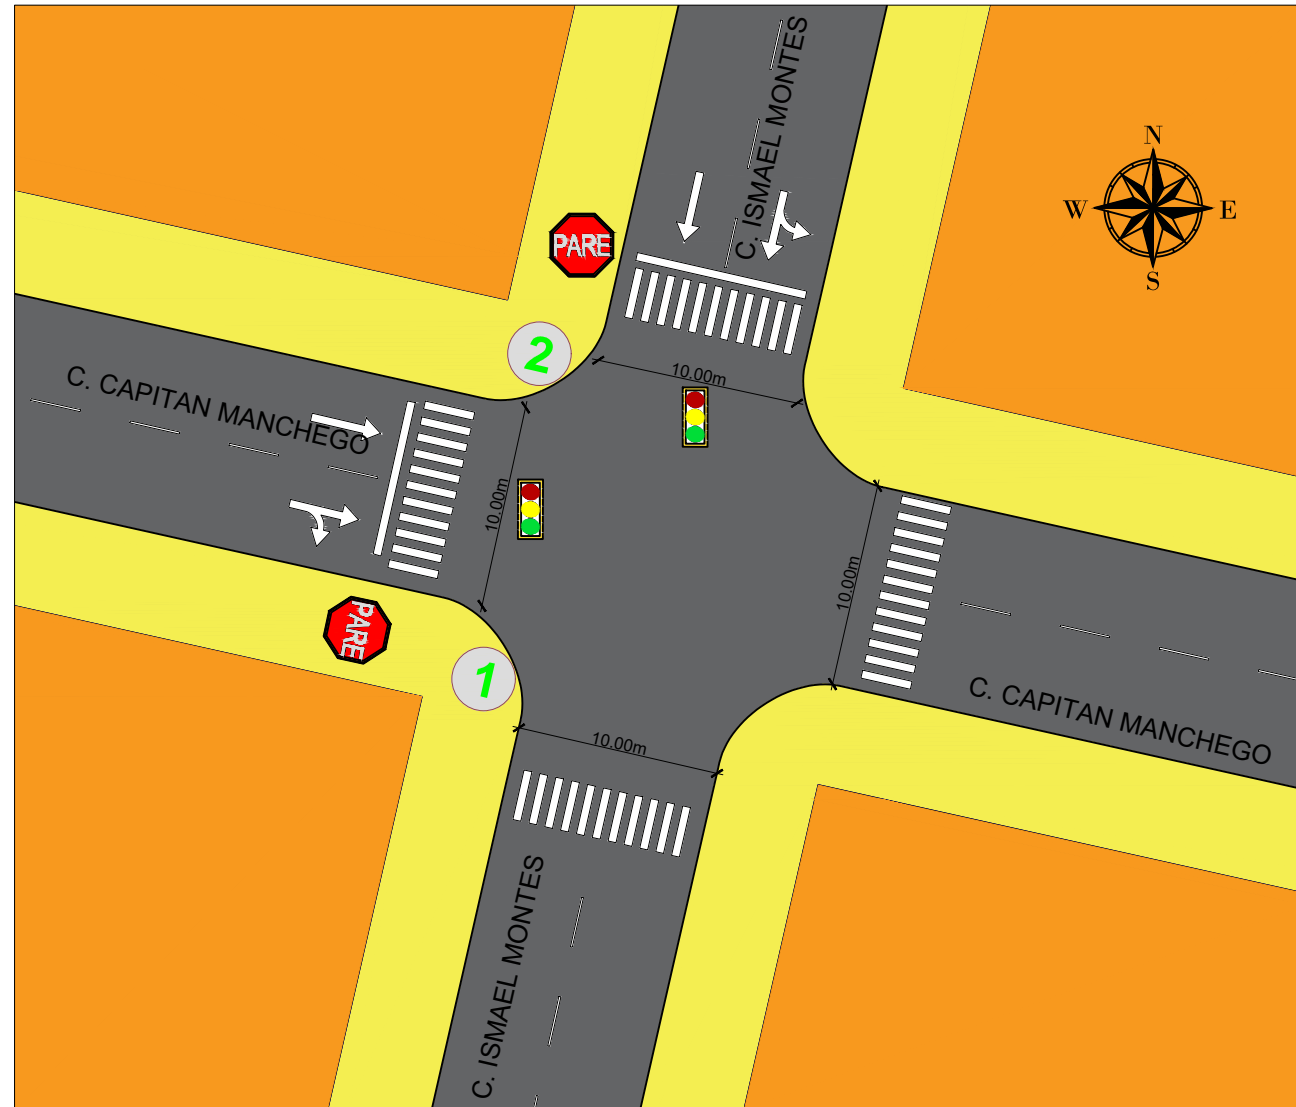 C. ISMAEL MONTES
N
W
E
S
PARE
2
10.00m
C. CAPITAN MANCHEGO
10.00m
10.00m
PARE
1
C. CAPITAN MANCHEGO
10.00m
C. ISMAEL MONTES